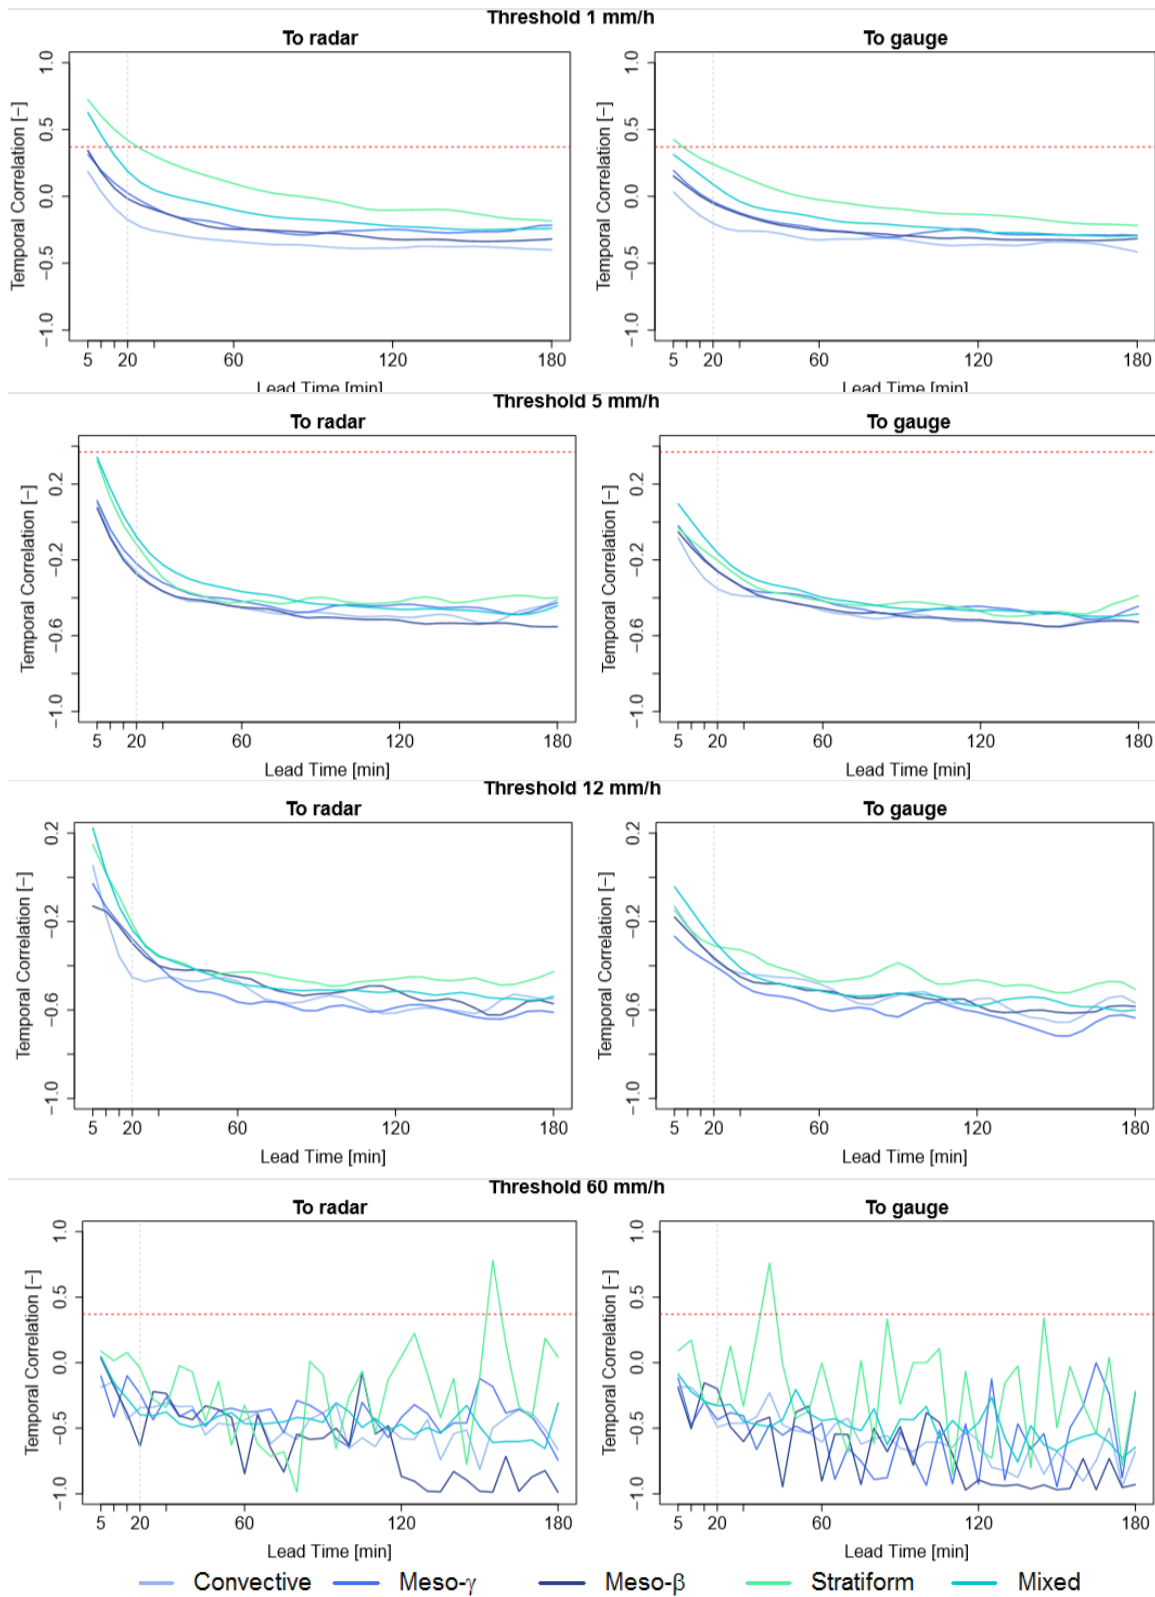 Threshold 1 mm/h
To radar
To gauge
Temporal Correlation [−]
1.0
0.5
0.0
−0.5
−1.0
5 20 60 120 180
Lead Time [min]
Temporal Correlation [−]
1.0
0.5
0.0
−0.5
−1.0
5 20 60 120 180
Lead Time [min]
Threshold 5 mm/h
To radar
To gauge
Temporal Correlation [−]
0.2
−0.2
−0.6
−1.0
5 20 60 120 180
Lead Time [min]
Temporal Correlation [−]
0.2
−0.2
−0.6
−1.0
5 20 60 120 180
Lead Time [min]
Threshold 12 mm/h
To radar
To gauge
Temporal Correlation [−]
0.2
−0.2
−0.6
−1.0
5 20 60 120 180
Lead Time [min]
Temporal Correlation [−]
0.2
−0.2
−0.6
−1.0
5 20 60 120 180
Lead Time [min]
Threshold 60 mm/h
To radar
To gauge
Temporal Correlation [−]
1.0
0.5
0.0
−0.5
−1.0
5 20 60 120 180
Lead Time [min]
Temporal Correlation [−]
1.0
0.5
0.0
−0.5
−1.0
5 20 60 120 180
Lead Time [min]
Convective Meso-γ Meso-β Stratiform Mixed